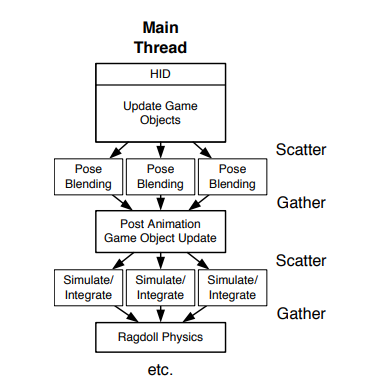 Main
Thread
HID
Update Game
Objects
Scatter
Pose
Blending
Pose
Blending
Pose
Blending
Gather
Post Animation
Game Object Update
Scatter
Simulate/
Integrate
Simulate/
Integrate
Simulate/
Integrate
Gather
Ragdoll Physics
etc.